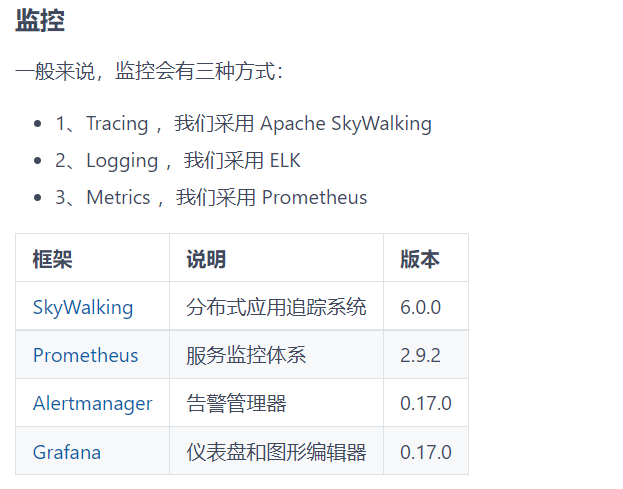 监控
一般来说，监控会有三种方式：
1、Tracing ，我们采用 Apache SkyWalking
2、Logging ，我们采用 ELK
3、Metrics ，我们采用 Prometheus
框架 说明 版本
SkyWalking 分布式应用追踪系统 6.0.0
Prometheus 服务监控体系 2.9.2
Alertmanager 告警管理器 0.17.0
Grafana 仪表盘和图形编辑器 0.17.0